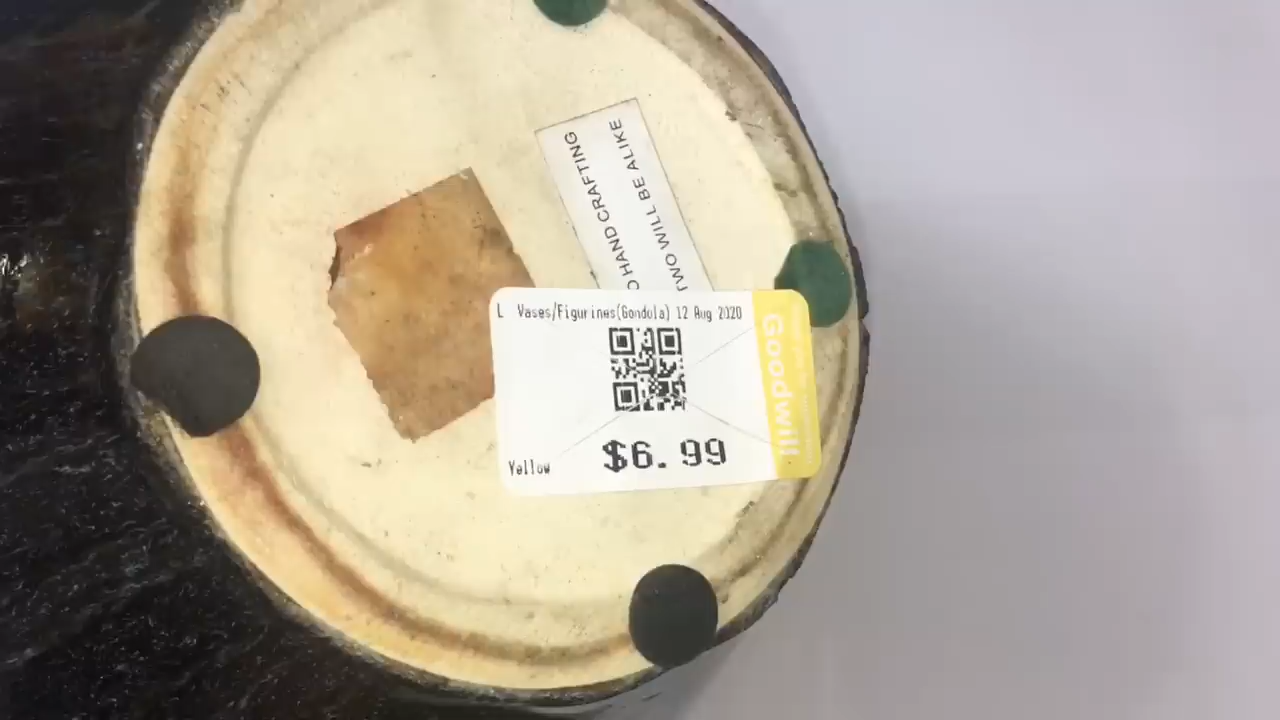 D HAND CRAFTING
TWO WILL BE ALIKE
L Vases/Figurines(Gondola) 12 Aug 2020
Yellow
$6.99
Goodwill